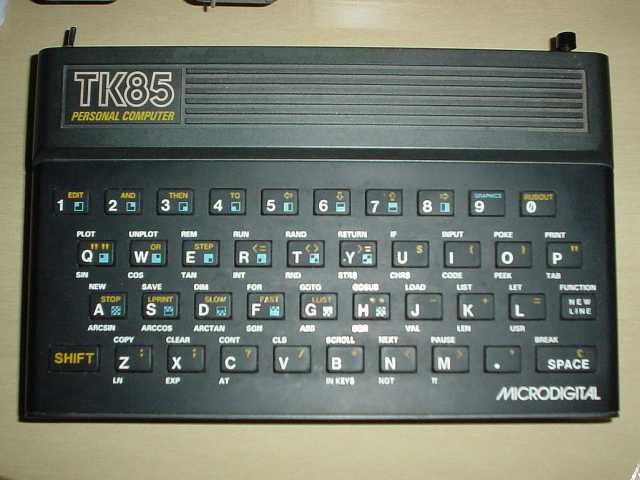 TK85
PERSONAL COMPUTER
EDIT AND THEN TO GRAPHICS RUBOUT
1 2 3 4 5 6 7 8 9 0
PLOT UNPLOT REM RUN RAND RETURN IF INPUT POKE PRINT
"" OR STEP <= <> >= $ ( ) "
Q W E R T Y U I O P
SIN COS TAN INT RND STR$ CHR$ CODE PEEK TAB
NEW SAVE DIM FOR GOTO GOSUB LOAD LIST LET FUNCTION
STOP LPRINT SLOW FAST LLIST ** - + =
A S D F G H J K L NEW LINE
ARCSIN ARCCOS ARCTAN SGN ABS SQR VAL LEN USR
COPY CLEAR CONT CLS SCROLL NEXT PAUSE BREAK
: ; ? / * < > , £
SHIFT Z X C V B N M . SPACE
LN EXP AT INKEY$ NOT π
MICRODIGITAL